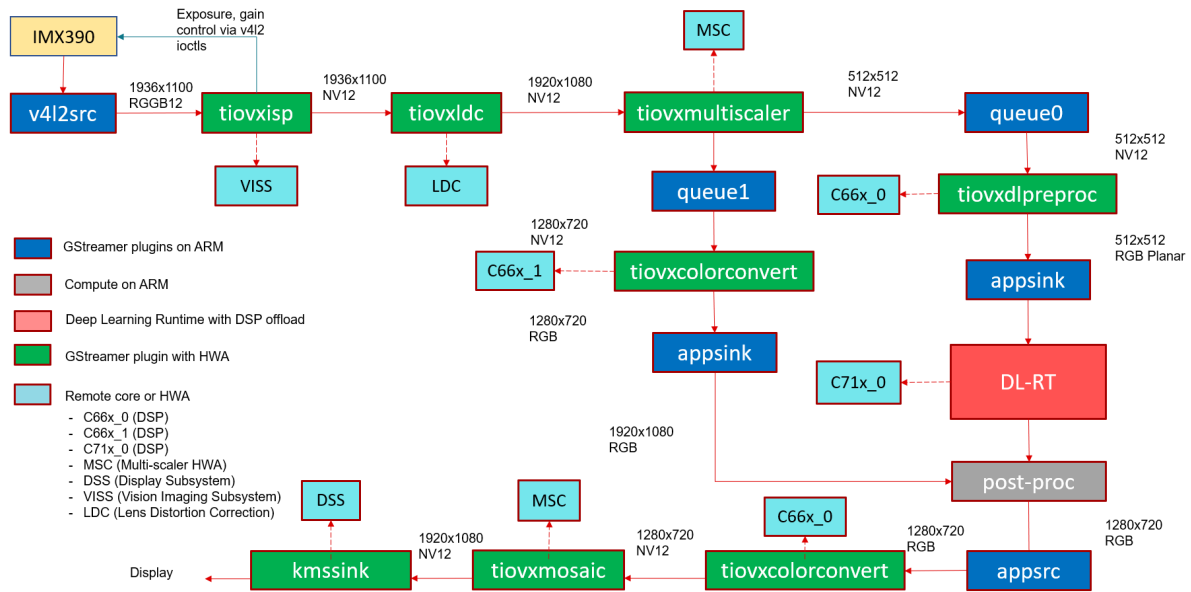 IMX390
Exposure, gain
control via v4l2
ioctls
v4l2src
1936x1100
RGGB12
tiovxisp
1936x1100
NV12
tiovxldc
1920x1080
NV12
MSC
tiovxmultiscaler
512x512
NV12
queue0
VISS
LDC
queue1
512x512
NV12
C66x_0
tiovxdlpreproc
1280x720
NV12
C66x_1
tiovxcolorconvert
512x512
RGB Planar
appsink
1280x720
RGB
appsink
C71x_0
DL-RT
GStreamer plugins on ARM
Compute on ARM
Deep Learning Runtime with DSP offload
GStreamer plugin with HWA
Remote core or HWA
- C66x_0 (DSP)
- C66x_1 (DSP)
- C71x_0 (DSP)
- MSC (Multi-scaler HWA)
- DSS (Display Subsystem)
- VISS (Vision Imaging Subsystem)
- LDC (Lens Distortion Correction)
1920x1080
RGB
post-proc
1280x720
RGB
appsrc
1280x720
RGB
C66x_0
tiovxcolorconvert
1280x720
NV12
MSC
tiovxmosaic
1920x1080
NV12
DSS
kmssink
Display